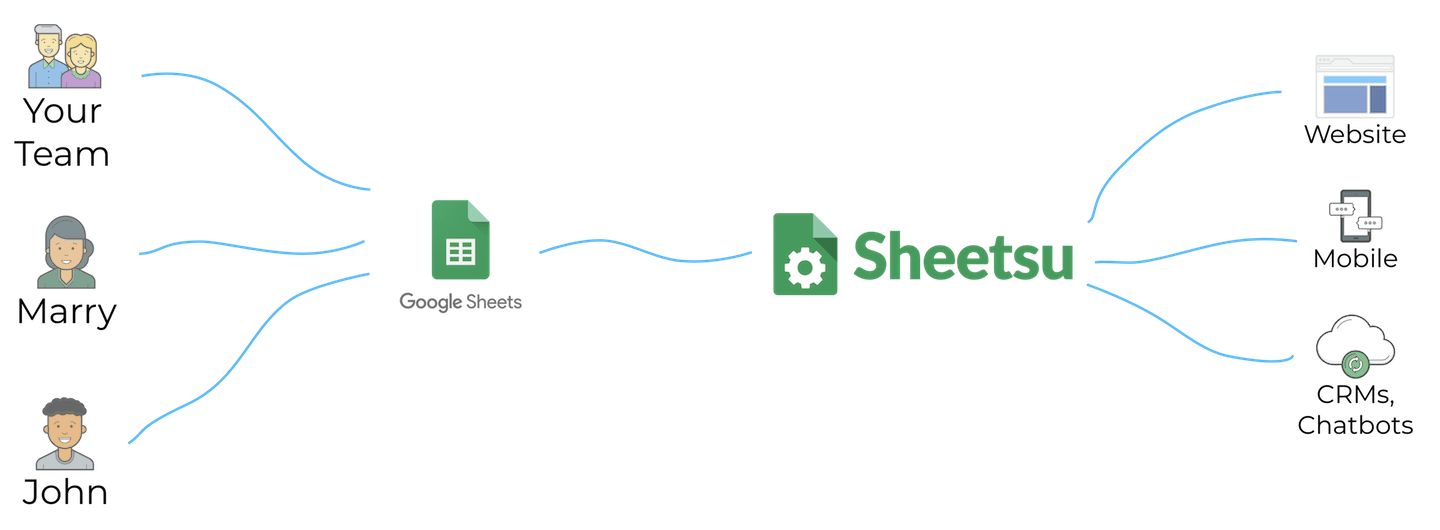 Your
Team
Marry
John
Google Sheets
Sheetsu
Website
Mobile
CRMs,
Chatbots